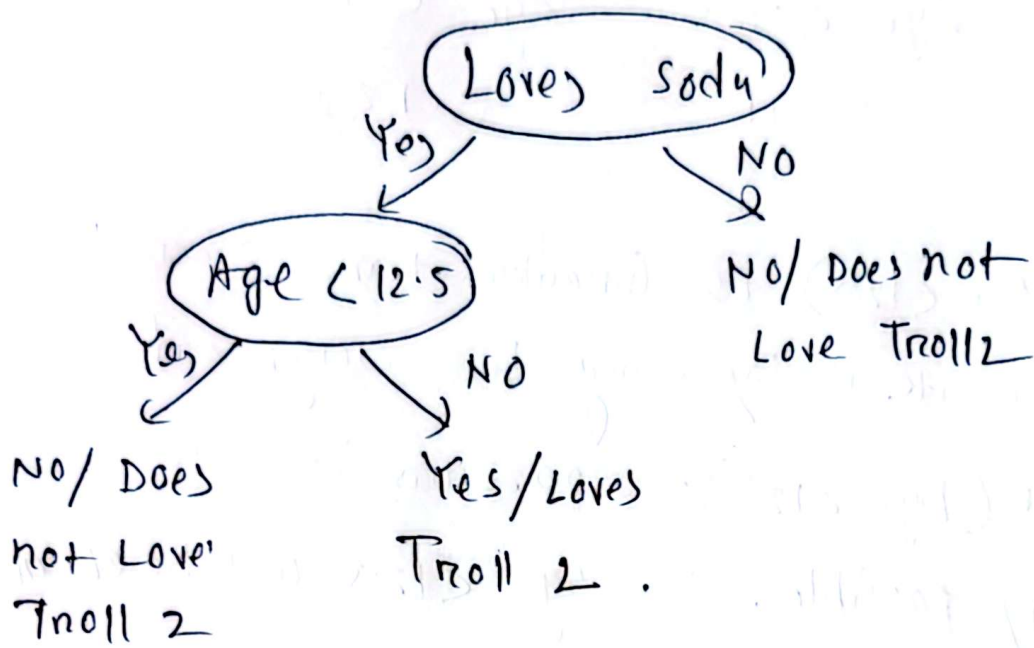 Loves Soda
Yes
NO
Age < 12.5
NO/ Does not
Love Troll2
Yes
NO
NO/ Does
not Love
Troll 2
Yes/Loves
Troll 2.